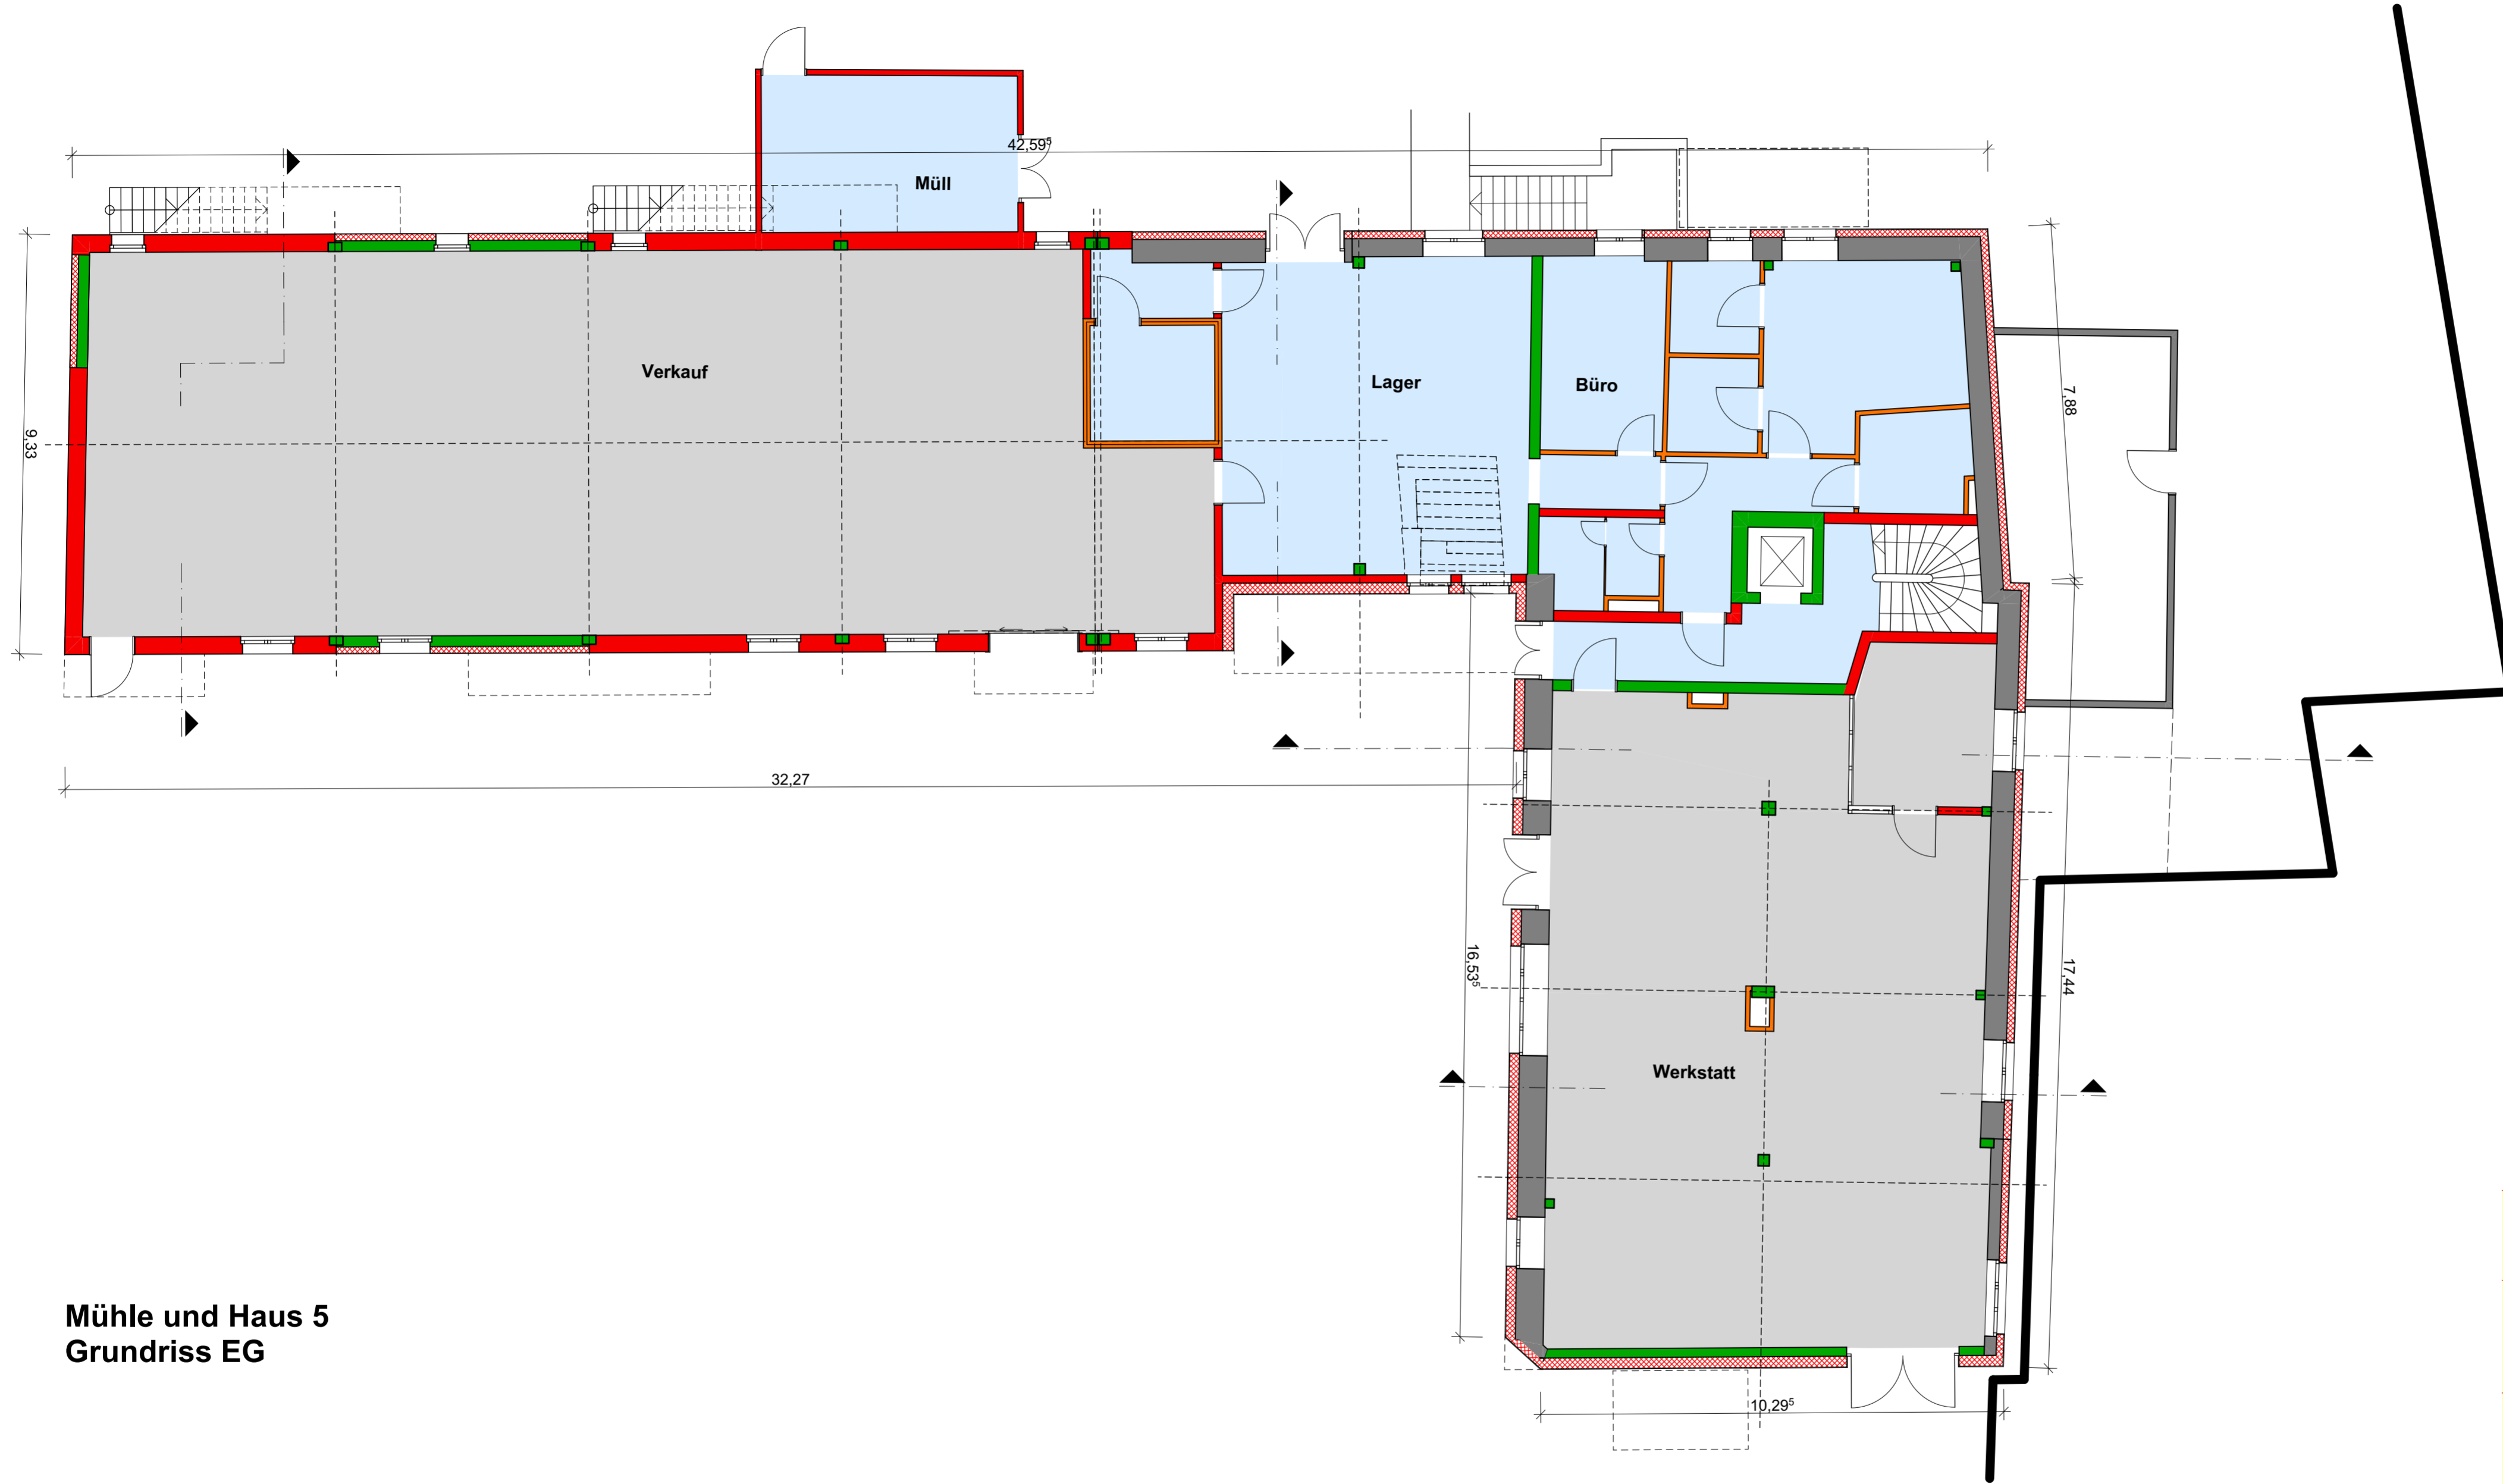 42,59⁵
Müll
Verkauf
Lager
Büro
7,88
9,33
32,27
16,53⁵
17,44
Werkstatt
10,29⁵
Mühle und Haus 5
Grundriss EG